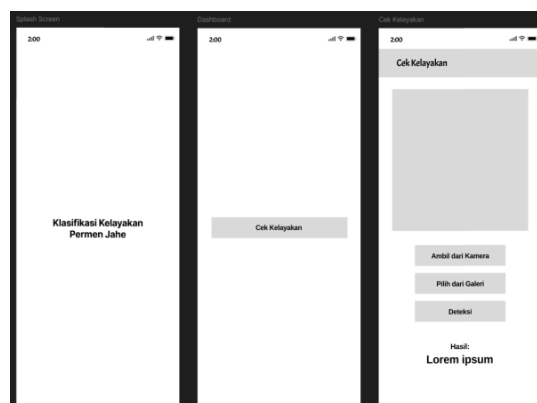 Splash Screen
2:00
Klasifikasi Kelayakan
Permen Jahe
Dashboard
2:00
Cek Kelayakan
Cek Kelayakan
2:00
Cek Kelayakan
Ambil dari Kamera
Pilih dari Galeri
Deteksi
Hasil:
Lorem ipsum